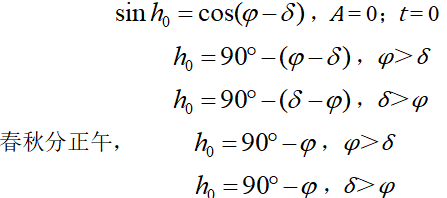 sin h₀ = cos(φ−δ)，A=0；t=0
h₀ = 90°−(φ−δ)，φ>δ
h₀ = 90°−(δ−φ)，δ>φ
春秋分正午， h₀ = 90°−φ，φ>δ
h₀ = 90°−φ，δ>φ